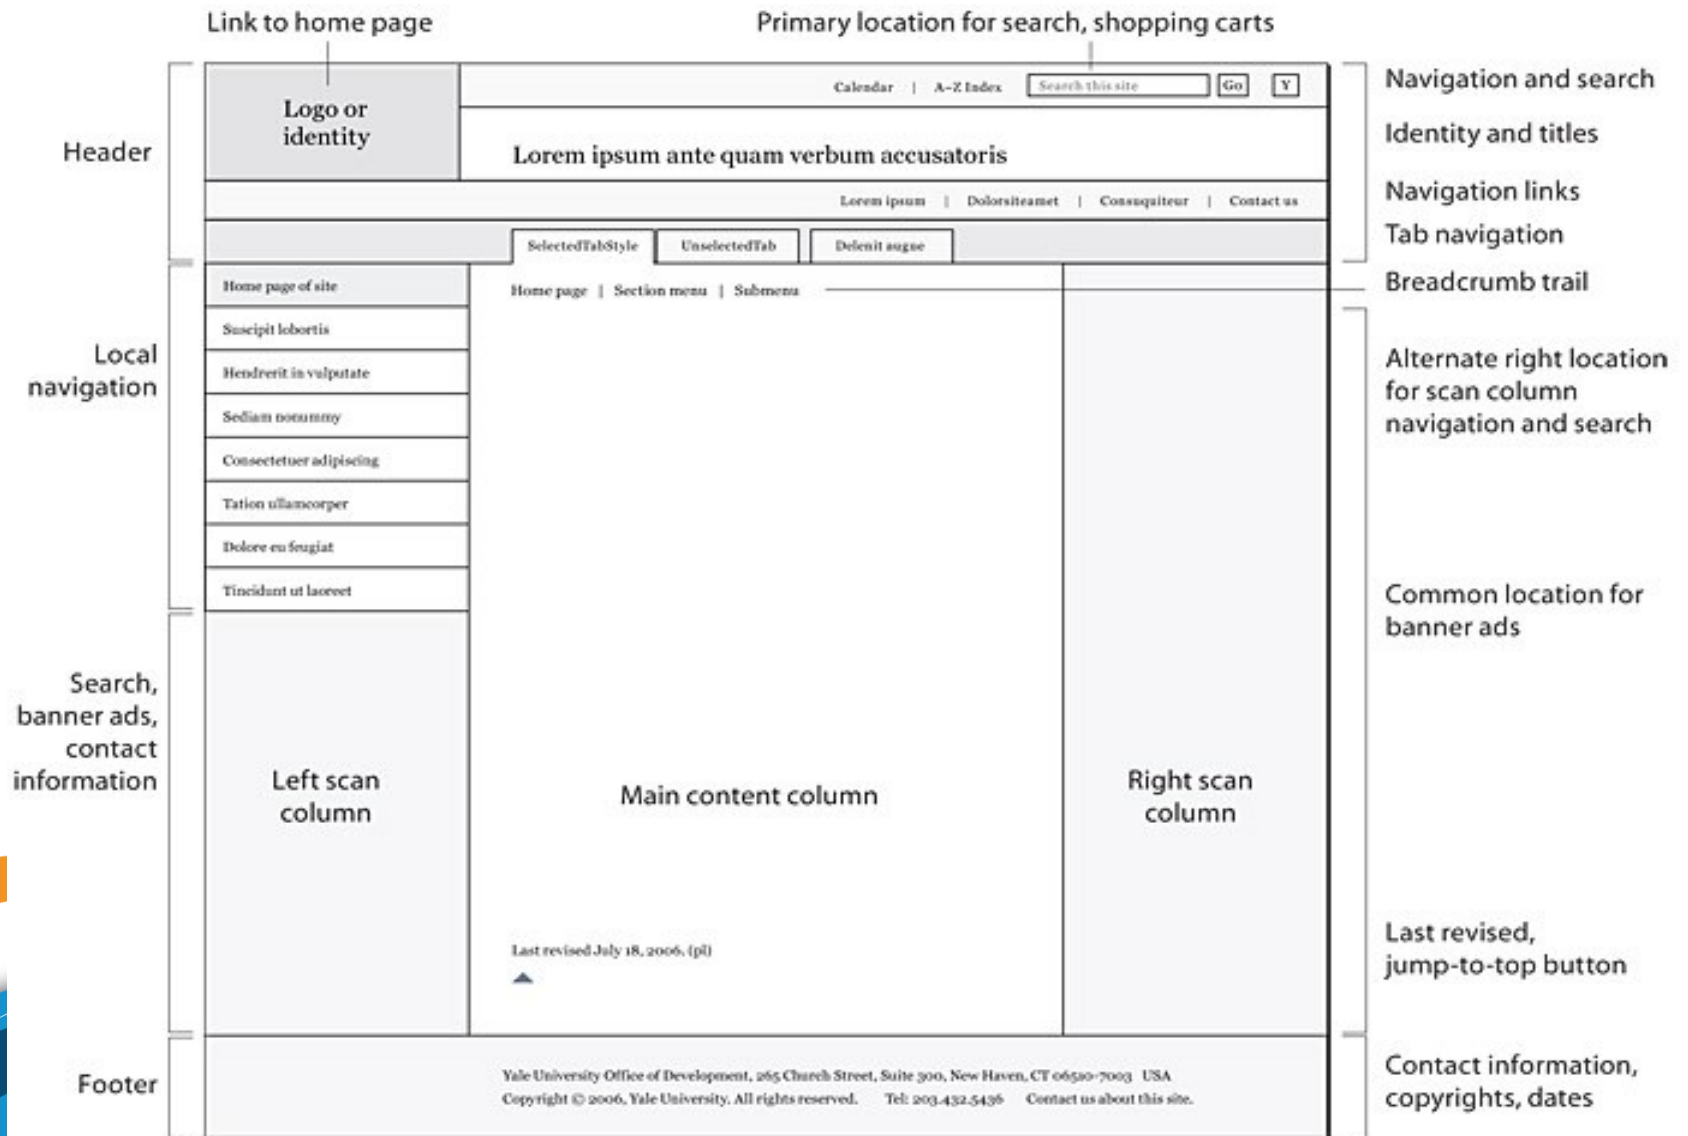 Link to home page
Primary location for search, shopping carts
Header
Logo or
identity
Calendar | A–Z Index Search this site Go Y
Lorem ipsum ante quam verbum accusatoris
Lorem ipsum | Dolorsiteamet | Consuquiteur | Contact us
SelectedTabStyle UnselectedTab Delenit augue
Navigation and search
Identity and titles
Navigation links
Tab navigation
Breadcrumb trail
Local
navigation
Home page of site
Suscipit lobortis
Hendrerit in vulputate
Sediam nonummy
Consectetuer adipiscing
Tation ullamcorper
Dolore eu feugiat
Tincidunt ut laoreet
Home page | Section menu | Submenu
Alternate right location
for scan column
navigation and search
Common location for
banner ads
Search,
banner ads,
contact
information
Left scan
column
Main content column
Right scan
column
Last revised July 18, 2006. (pl)
Last revised,
jump-to-top button
Footer
Yale University Office of Development, 265 Church Street, Suite 300, New Haven, CT 06510-7003 USA
Copyright © 2006, Yale University. All rights reserved. Tel: 203.432.5436 Contact us about this site.
Contact information,
copyrights, dates